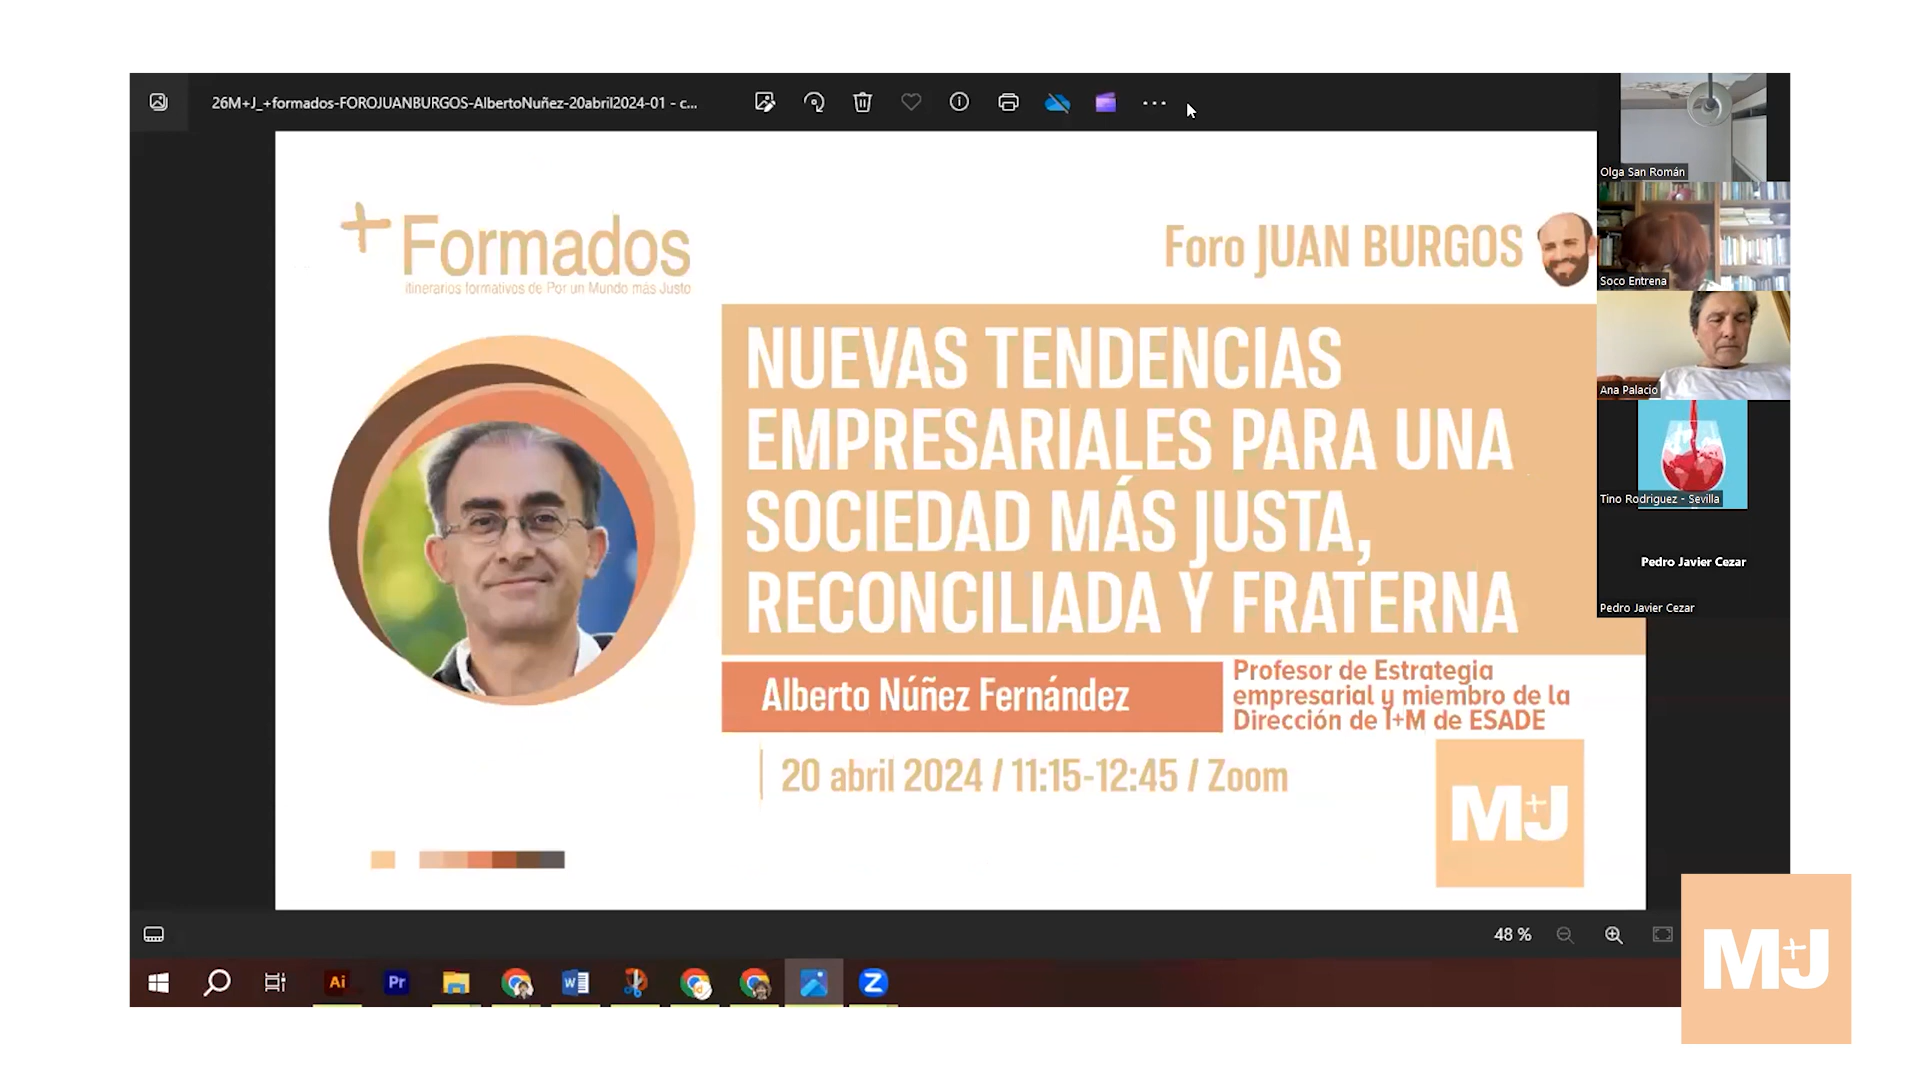 26M+J_+formados-FOROJUANBURGOS-AlbertoNuñez-20abril2024-01 - c...
Olga San Román
Soco Entrena
Ana Palacio
Tino Rodriguez - Sevilla
Pedro Javier Cezar
Pedro Javier Cezar
+Formados
itinerarios formativos de Por un Mundo más Justo
Foro JUAN BURGOS
NUEVAS TENDENCIAS
EMPRESARIALES PARA UNA
SOCIEDAD MÁS JUSTA,
RECONCILIADA Y FRATERNA
Alberto Núñez Fernández
Profesor de Estrategia
empresarial y miembro de la
Dirección de I+M de ESADE
20 abril 2024 / 11:15-12:45 / Zoom
M+J
48 %
Ai
Pr
W
Z
M+J